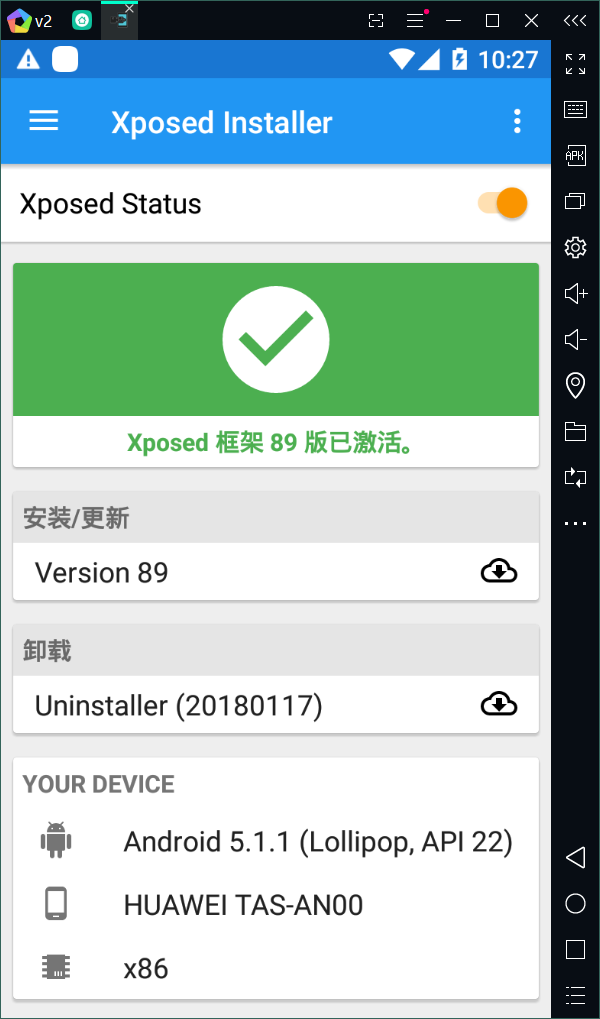 v2
10:27
Xposed Installer
Xposed Status
Xposed 框架 89 版已激活。
安装/更新
Version 89
卸载
Uninstaller (20180117)
YOUR DEVICE
Android 5.1.1 (Lollipop, API 22)
HUAWEI TAS-AN00
x86
APK